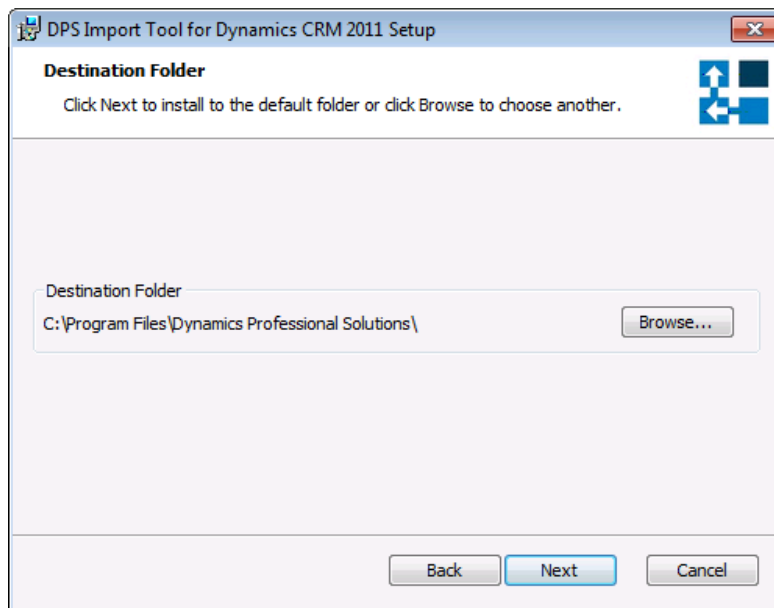 DPS Import Tool for Dynamics CRM 2011 Setup
Destination Folder
Click Next to install to the default folder or click Browse to choose another.
Destination Folder
C:\Program Files\Dynamics Professional Solutions\
Browse...
Back
Next
Cancel